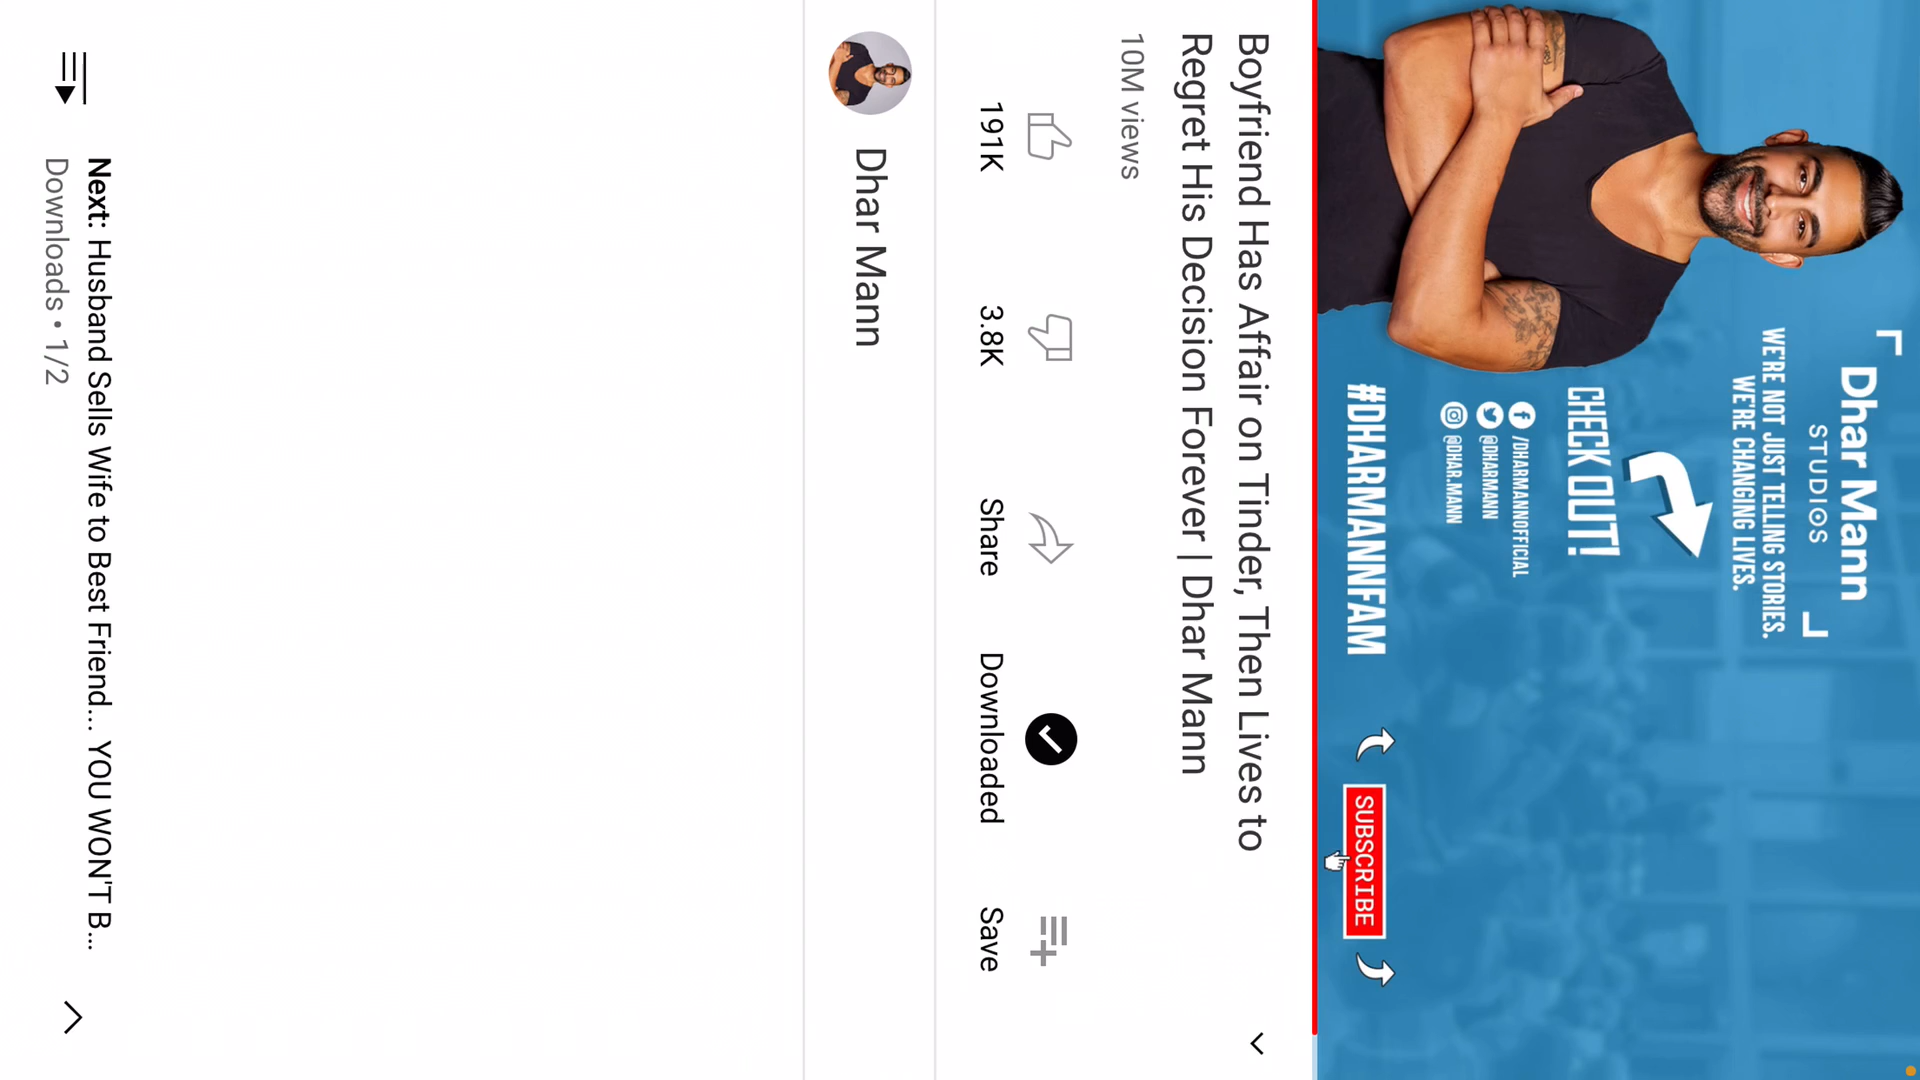 Dhar Mann
STUDIOS
WE'RE NOT JUST TELLING STORIES.
WE'RE CHANGING LIVES.
CHECK OUT!
/DHARMANNOFFICIAL
@DHARMANN
@DHAR.MANN
#DHARMANNFAM
SUBSCRIBE
Boyfriend Has Affair on Tinder, Then Lives to
Regret His Decision Forever | Dhar Mann
10M views
191K 3.8K Share Downloaded Save
Dhar Mann
Next: Husband Sells Wife to Best Friend... YOU WON'T B...
Downloads • 1/2